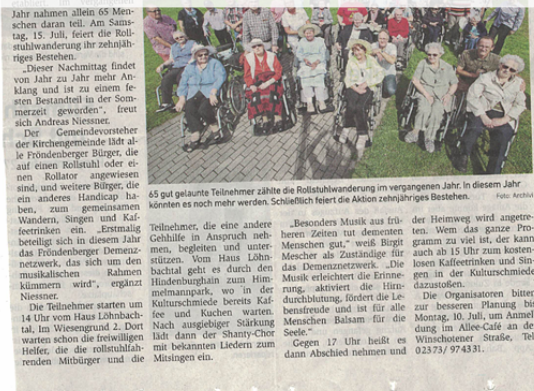 Jahr nahmen allein 65 Men-
schen daran teil. Am Sams-
tag, 15. Juli, feiert die Roll-
stuhlwanderung ihr zehnjäh-
riges Bestehen.
„Dieser Nachmittag findet
von Jahr zu Jahr mehr An-
klang und ist zu einem fe-
sten Bestandteil in der Som-
merzeit geworden“, freut
sich Andreas Niessner.
Der Gemeindevorsteher
der Kirchengemeinde lädt al-
le Fröndenberger Bürger, die
auf einen Rollstuhl oder ei-
nen Rollator angewiesen
sind, und weitere Bürger, die
ein anderes Handicap ha-
ben, zum gemeinsamen
Wandern, Singen und Kaf-
feetrinken ein. „Erstmalig
beteiligt sich in diesem Jahr
das Fröndenberger Demenz-
netzwerk, das sich um den
musikalischen Rahmen
kümmern wird“, ergänzt
Niessner.
Die Teilnehmer starten um
14 Uhr vom Haus Löhnbach-
tal, Im Wiesengrund 2. Dort
warten schon die freiwilligen
Helfer, die die rollstuhlfah-
renden Mitbürger und die
65 gut gelaunte Teilnehmer zählte die Rollstuhlwanderung im vergangenen Jahr. In diesem Jahr
könnten es noch mehr werden. Schließlich feiert die Aktion zehnjähriges Bestehen.
Foto: Archiv
Teilnehmer, die eine andere
Gehhilfe in Anspruch neh-
men, begleiten und unter-
stützen. Vom Haus Löhn-
bachtal geht es durch den
Hindenburghain zum Him-
melmannpark, wo in der
Kulturschmiede bereits Kaf-
fee und Kuchen warten.
Nach ausgiebiger Stärkung
lädt dann der Shanty-Chor
mit bekannten Liedern zum
Mitsingen ein.
„Besonders Musik aus frü-
heren Zeiten tut dementen
Menschen gut,“ weiß Birgit
Mescher als Zuständige für
das Demenznetzwerk. „Die
Musik erleichtert die Erinne-
rung, aktiviert die Hirn-
durchblutung, fördert die Le-
bensfreude und ist für alle
Menschen Balsam für die
Seele.“
Gegen 17 Uhr heißt es
dann Abschied nehmen und
der Heimweg wird angetre-
ten. Wem das ganze Pro-
gramm zu viel ist, der kann
auch ab 15 Uhr zum kosten-
losen Kaffeetrinken und Sin-
gen in der Kulturschmiede
dazustoßen.
Die Organisatoren bitten
zur besseren Planung bis
Montag, 10. Juli, um Anmel
dung im Allee-Café an der
Winschotener Straße, Tel
02373/ 974331.